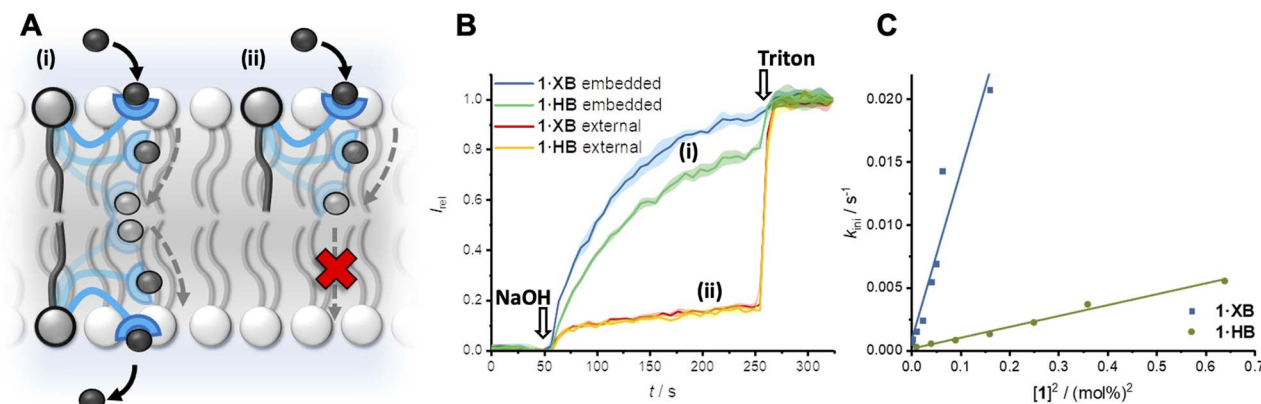 A
(i)
(ii)
B
Triton
1·XB embedded
1·HB embedded
1·XB external
1·HB external
(i)
(ii)
NaOH
I rel
1.0
0.8
0.6
0.4
0.2
0.0
0 50 100 150 200 250 300
t / s
C
k ini / s⁻¹
0.020
0.015
0.010
0.005
0.000
1·XB
1·HB
0.0 0.1 0.2 0.3 0.4 0.5 0.6 0.7
[1]² / (mol%)²